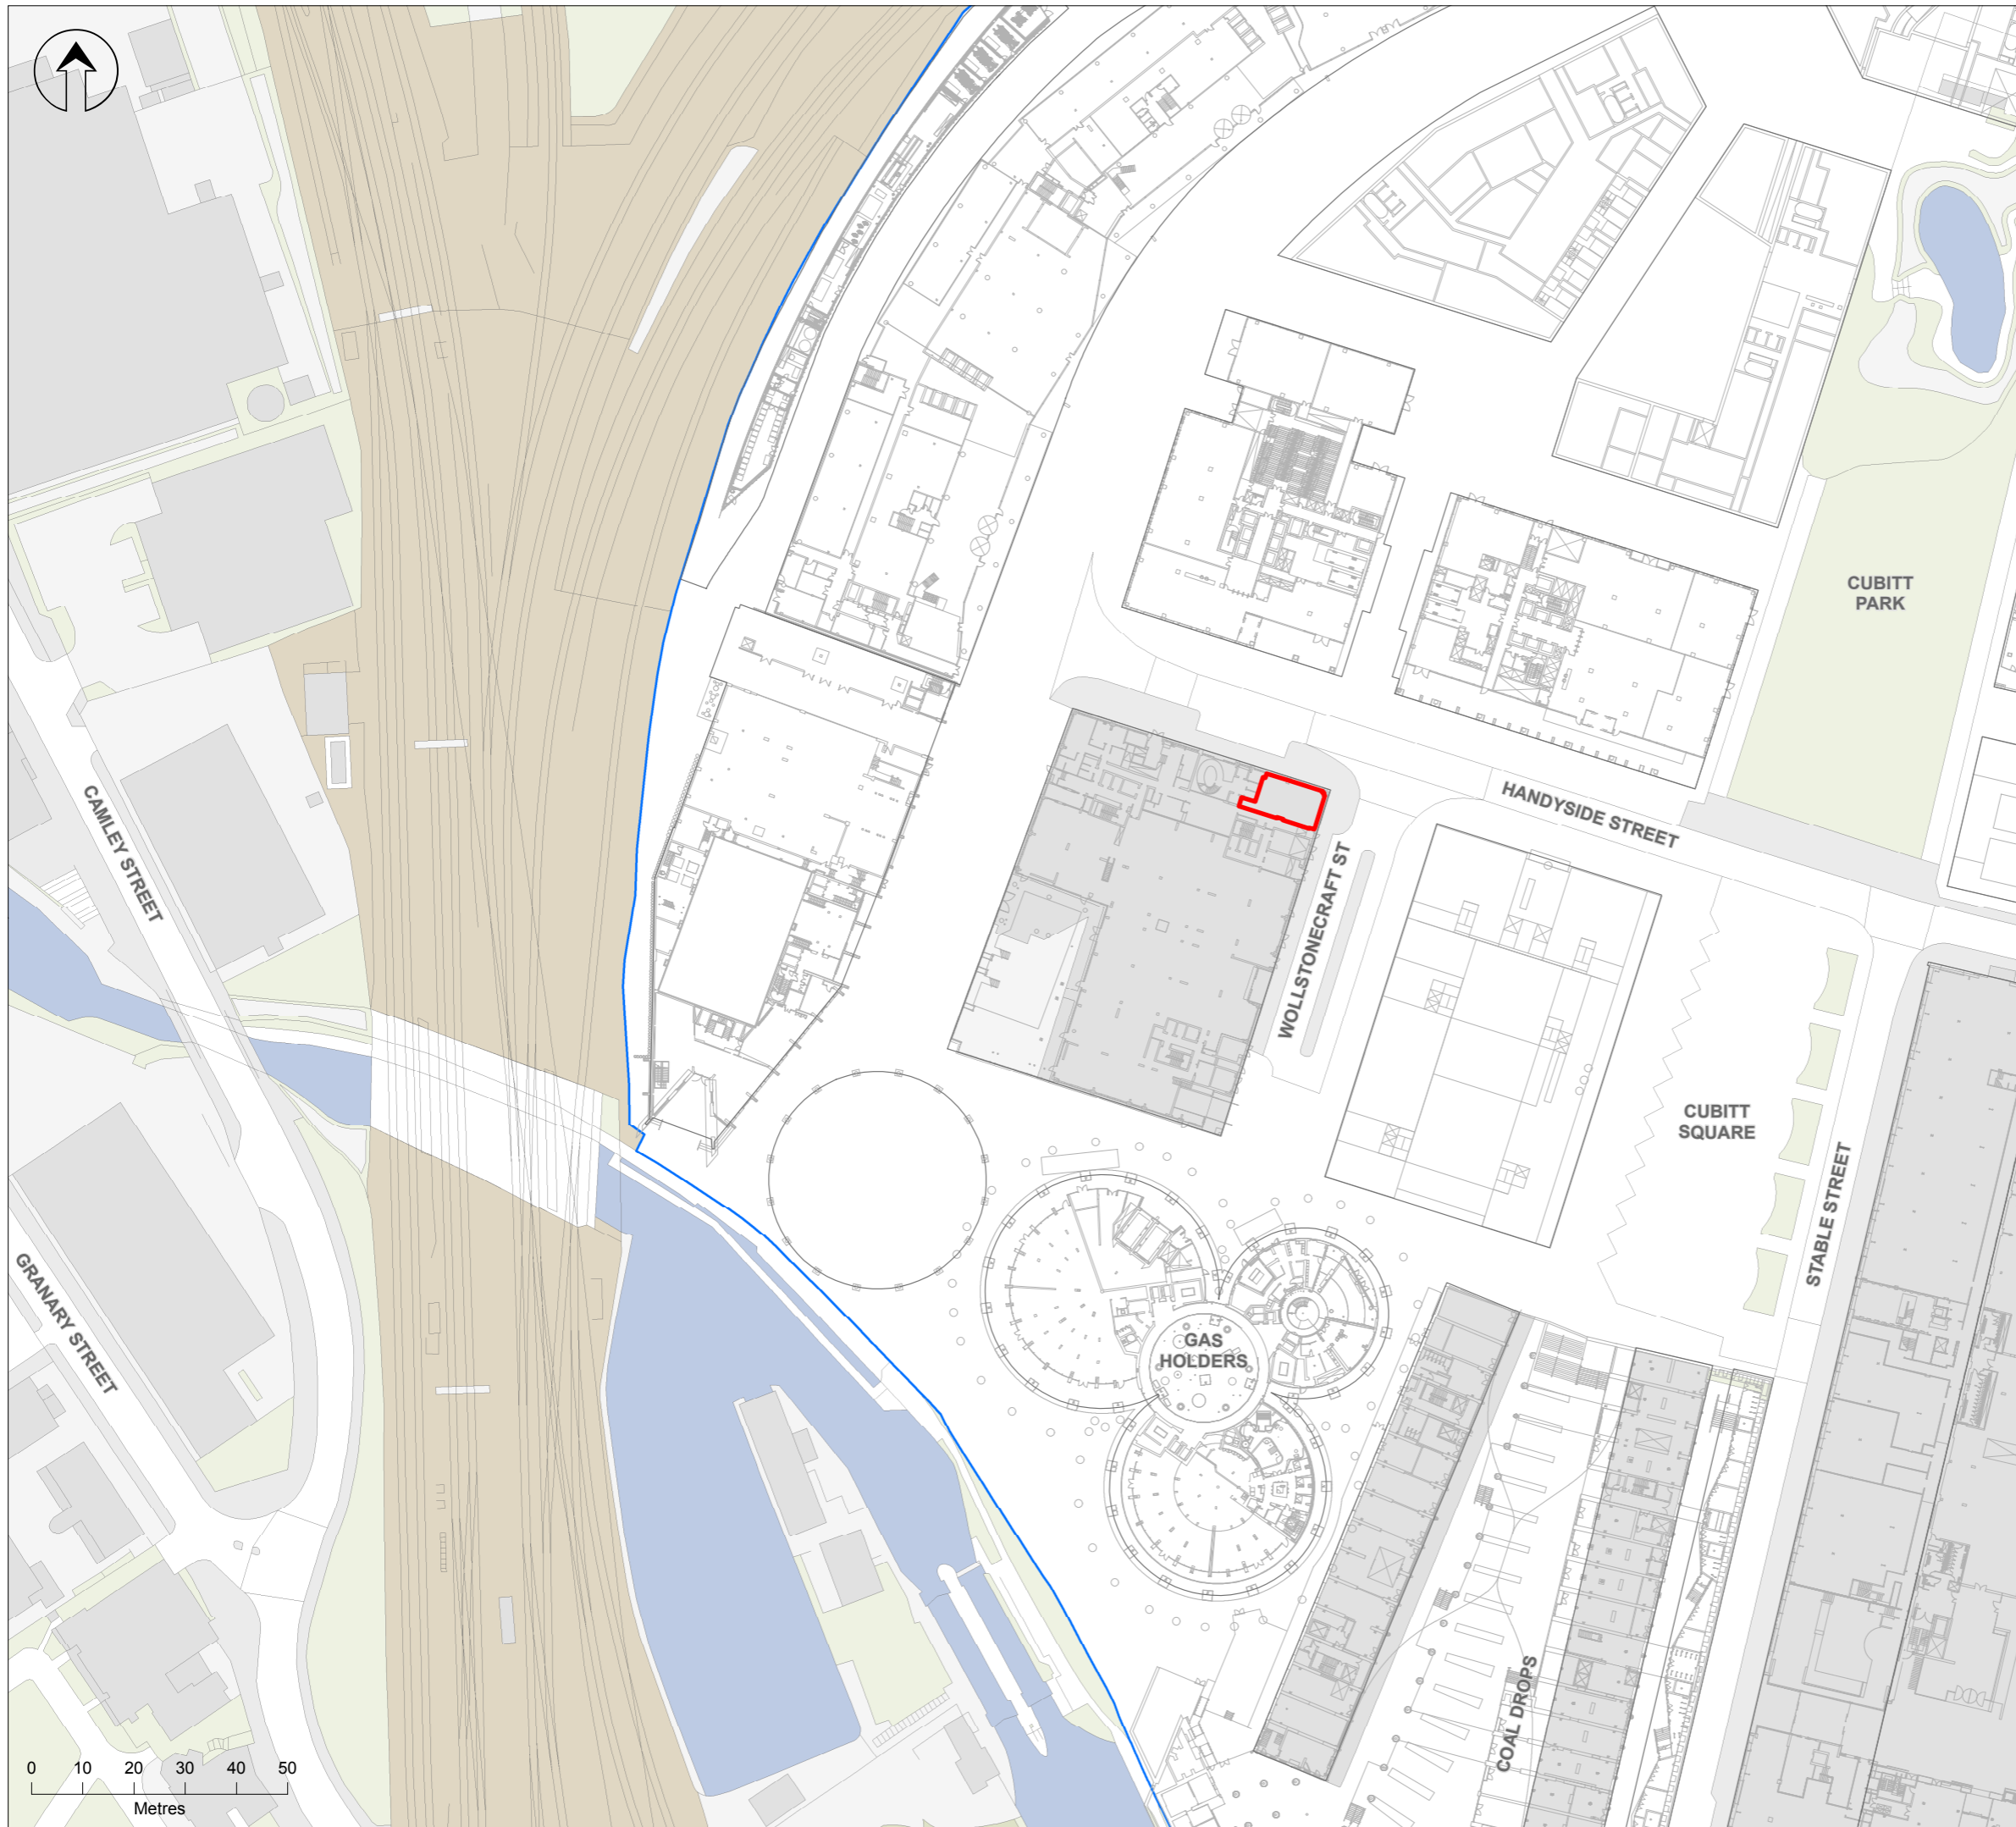 CUBITT
PARK
HANDYSIDE STREET
CAMLEY STREET
WOLLSTONECRAFT ST
CUBITT
SQUARE
STABLE STREET
GRANARY STREET
GAS
HOLDERS
COAL DROPS
0 10 20 30 40 50
Metres